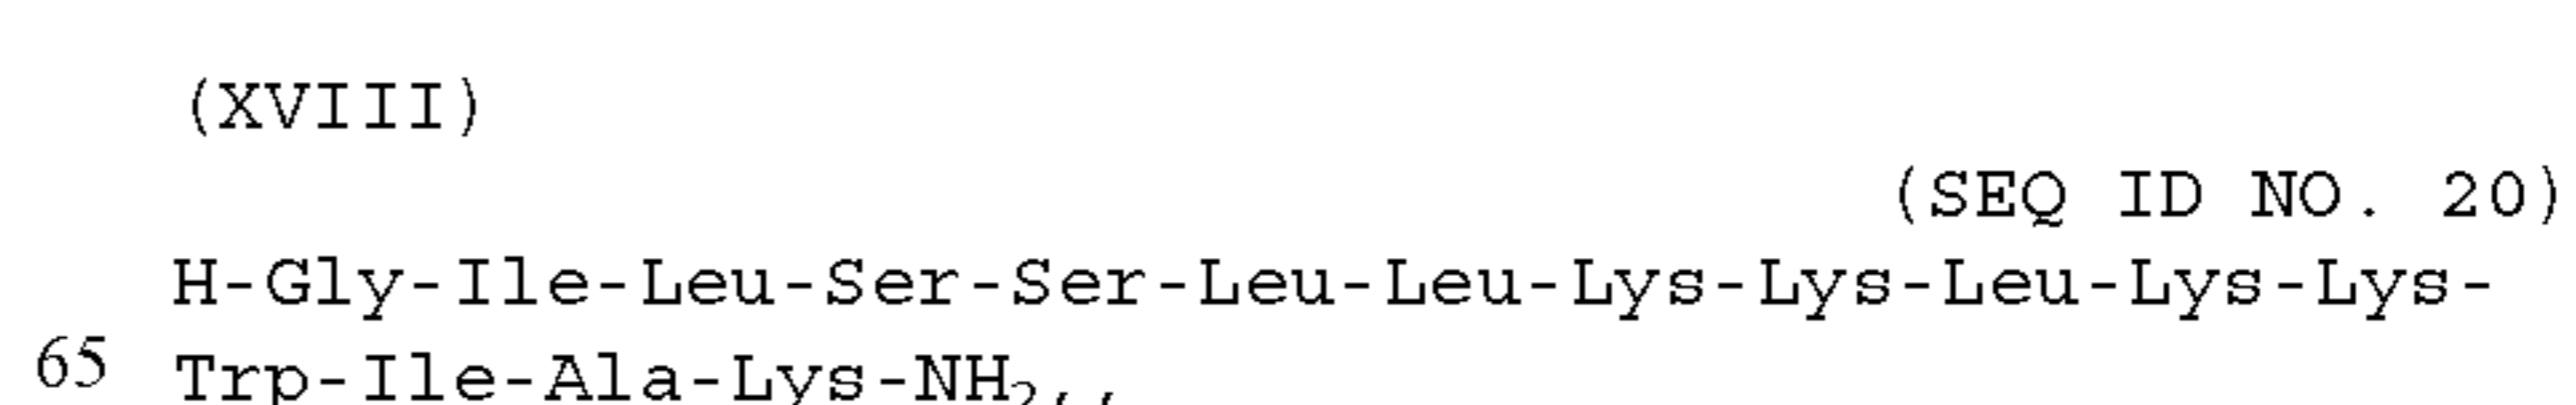 (XVIII)
(SEQ ID NO. 20)
H-Gly-Ile-Leu-Ser-Ser-Leu-Leu-Lys-Lys-Leu-Lys-Lys-
65 Trp-Ile-Ala-Lys-NH₂,,